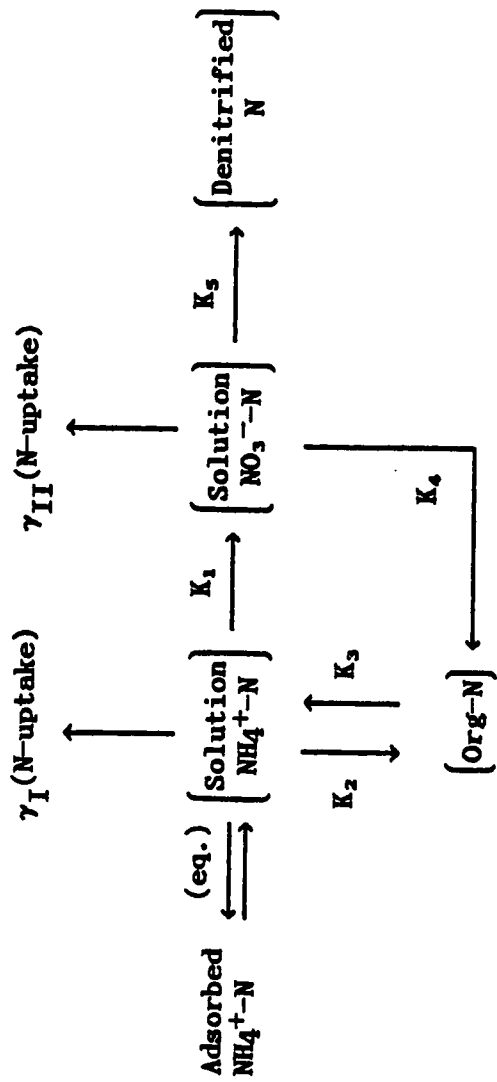 γI(N-uptake)
γII(N-uptake)
Adsorbed
NH4+-N
(eq.)
Solution
NH4+-N
K1
Solution
NO3--N
K5
Denitrified
N
K2
K3
K4
Org-N